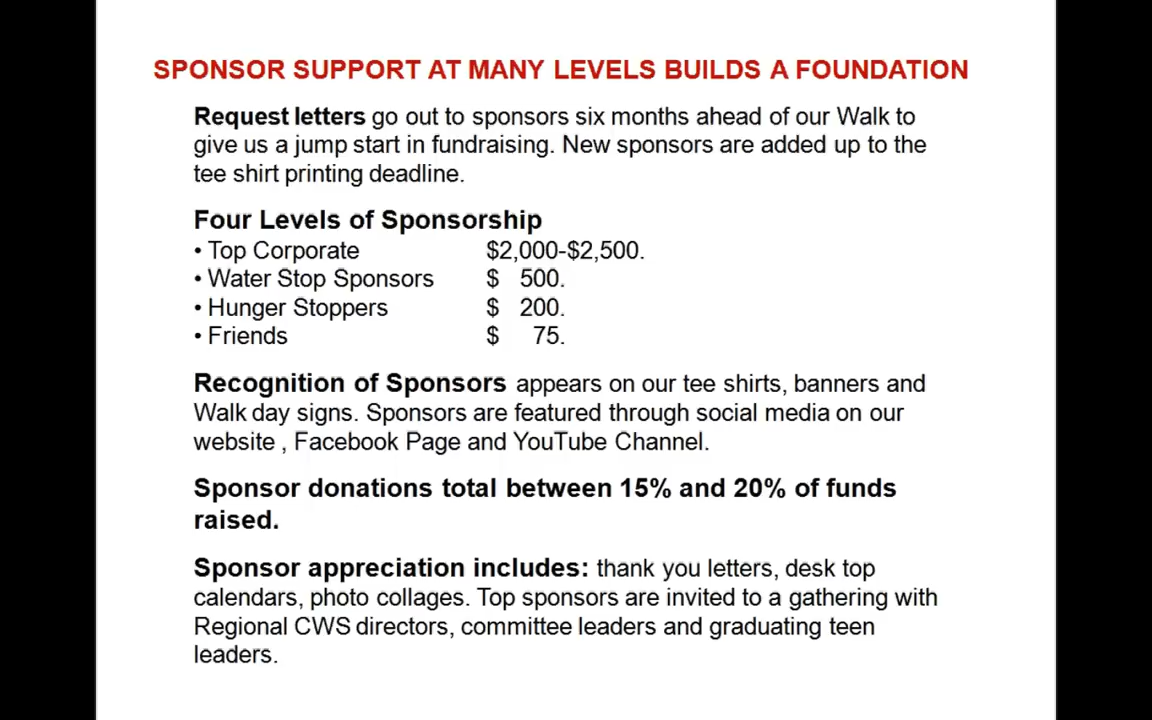 SPONSOR SUPPORT AT MANY LEVELS BUILDS A FOUNDATION
Request letters go out to sponsors six months ahead of our Walk to
give us a jump start in fundraising. New sponsors are added up to the
tee shirt printing deadline.
Four Levels of Sponsorship
• Top Corporate $2,000-$2,500.
• Water Stop Sponsors $ 500.
• Hunger Stoppers $ 200.
• Friends $ 75.
Recognition of Sponsors appears on our tee shirts, banners and
Walk day signs. Sponsors are featured through social media on our
website , Facebook Page and YouTube Channel.
Sponsor donations total between 15% and 20% of funds
raised.
Sponsor appreciation includes: thank you letters, desk top
calendars, photo collages. Top sponsors are invited to a gathering with
Regional CWS directors, committee leaders and graduating teen
leaders.